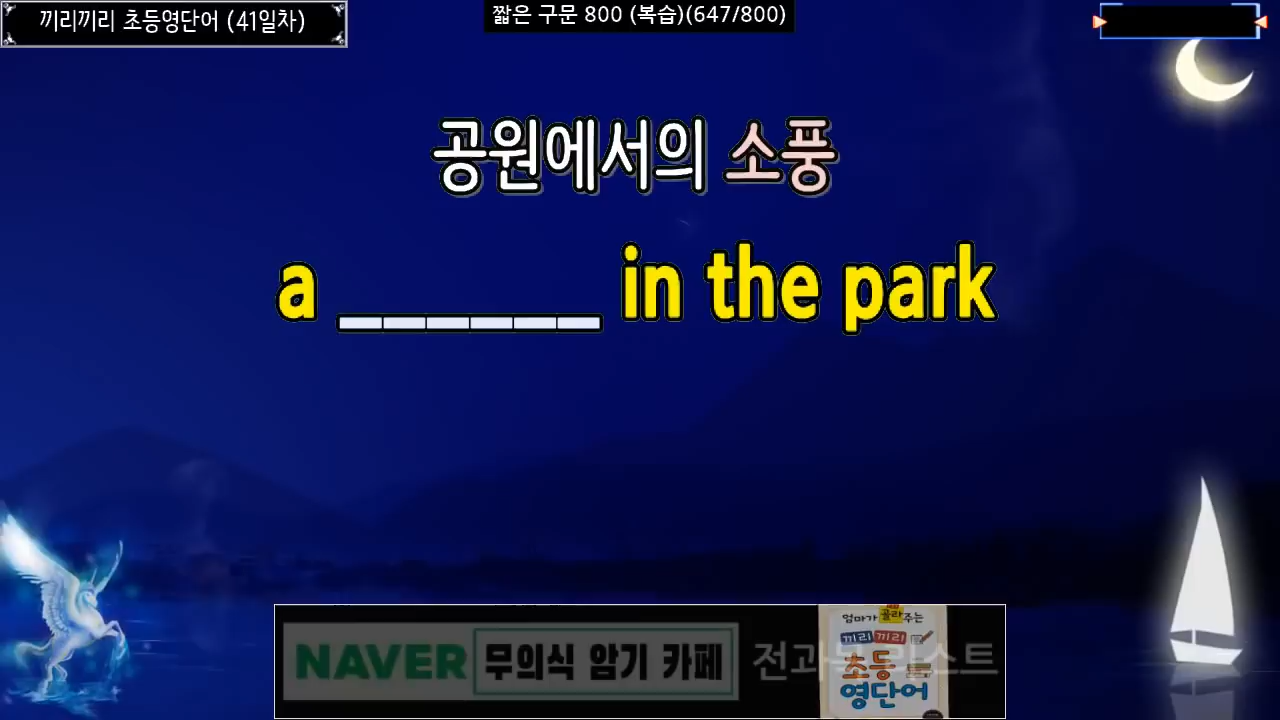 끼리끼리 초등영단어 (41일차)
짧은 구문 800 (복습)(647/800)
공원에서의 소풍
a ______ in the park
NAVER 무의식 암기 카페
엄마가 골라주는
끼리끼리
초등
영단어